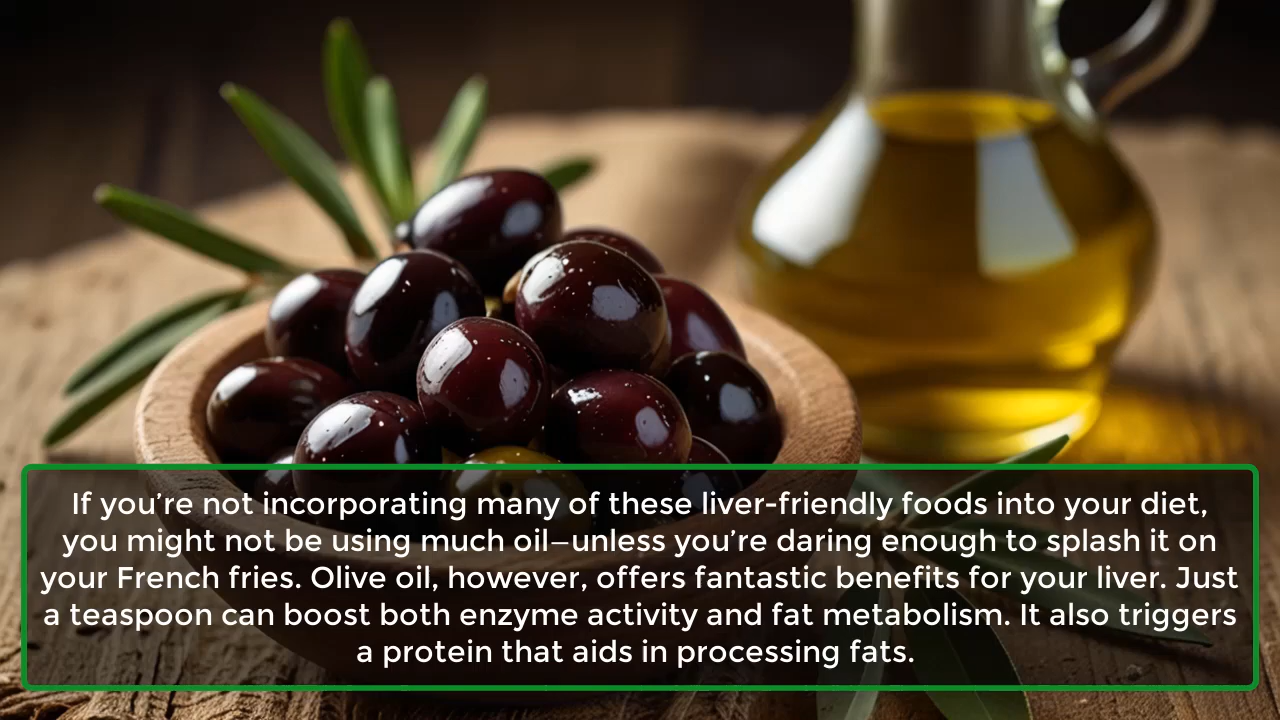 If you’re not incorporating many of these liver-friendly foods into your diet,
you might not be using much oil—unless you’re daring enough to splash it on
your French fries. Olive oil, however, offers fantastic benefits for your liver. Just
a teaspoon can boost both enzyme activity and fat metabolism. It also triggers
a protein that aids in processing fats.